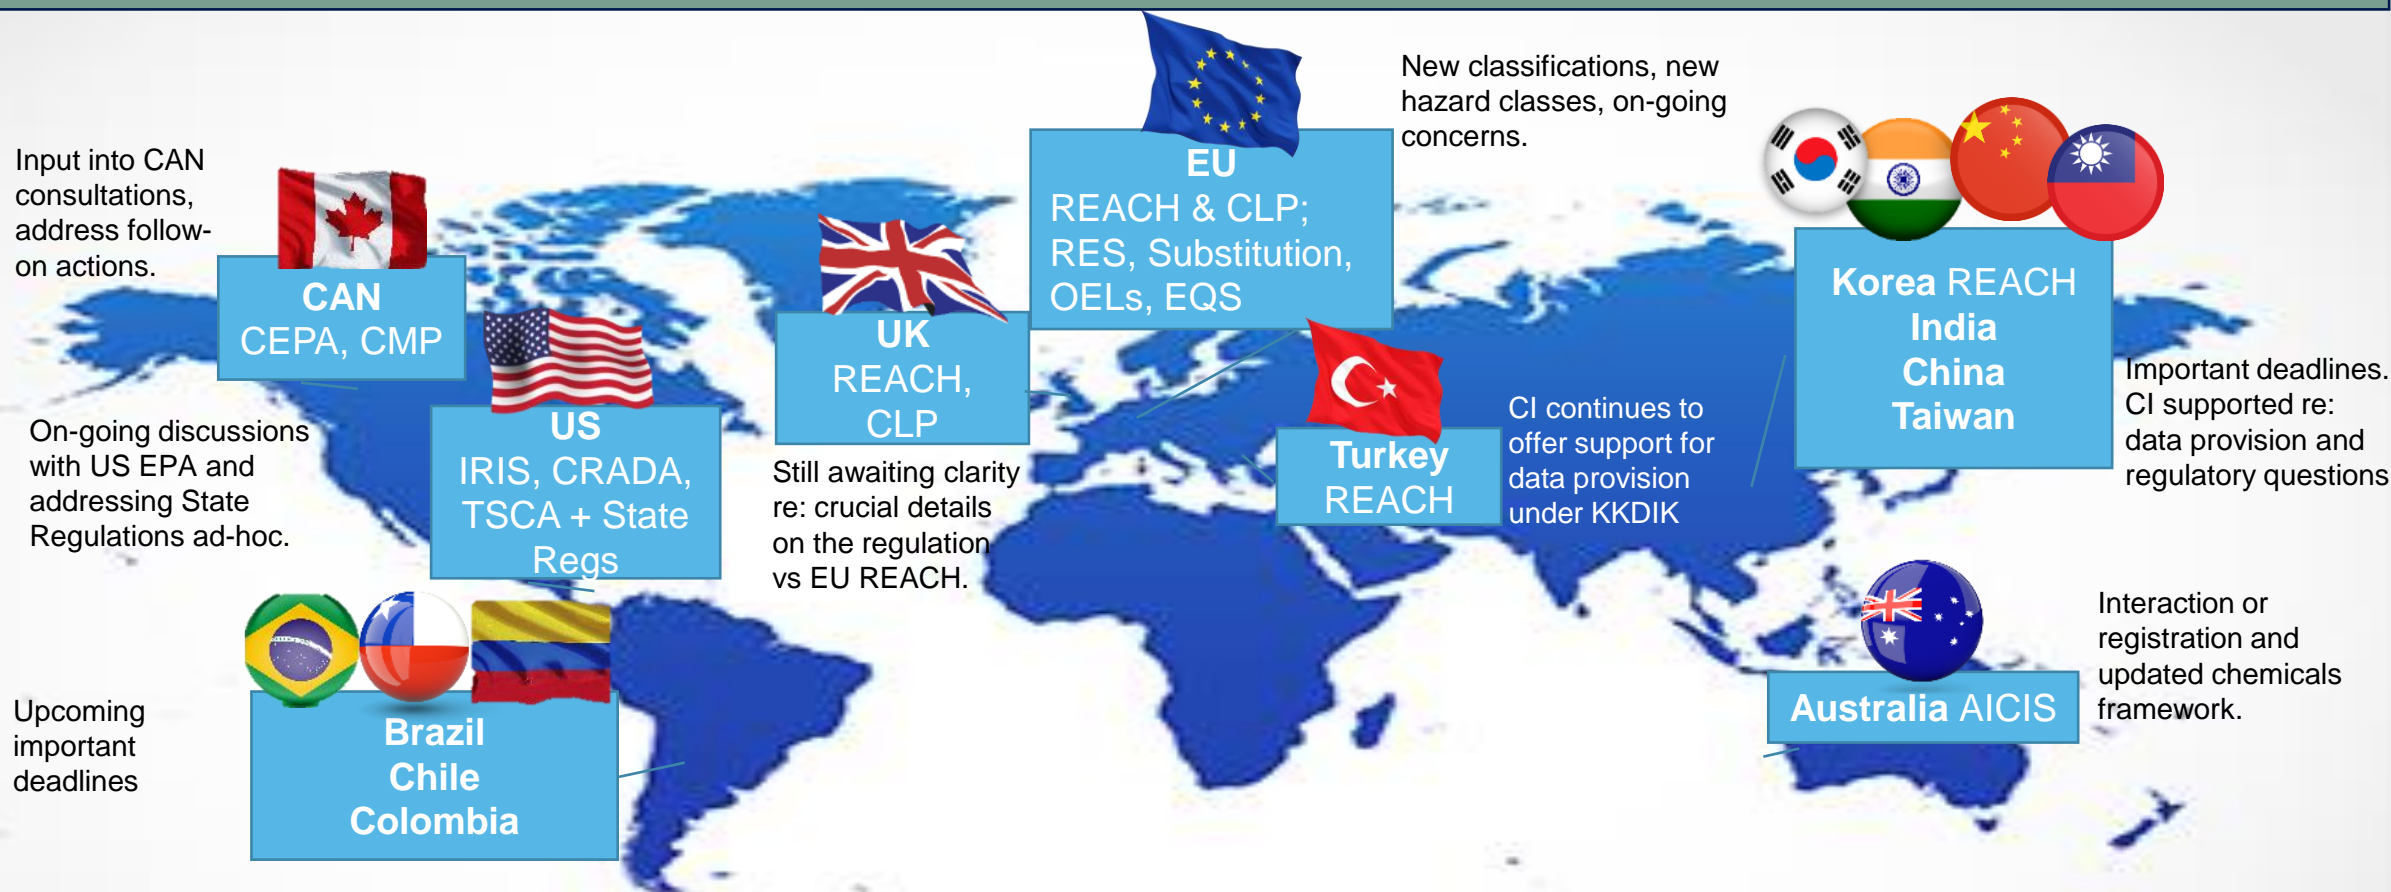 Input into CAN
consultations,
address follow-
on actions.
CAN
CEPA, CMP
On-going discussions
with US EPA and
addressing State
Regulations ad-hoc.
US
IRIS, CRADA,
TSCA + State
Regs
Upcoming
important
deadlines
Brazil
Chile
Colombia
UK
REACH,
CLP
Still awaiting clarity
re: crucial details
on the regulation
vs EU REACH.
EU
REACH & CLP;
RES, Substitution,
OELs, EQS
New classifications, new
hazard classes, on-going
concerns.
Turkey
REACH
CI continues to
offer support for
data provision
under KKDIK
Korea REACH
India
China
Taiwan
Important deadlines.
CI supported re:
data provision and
regulatory questions
Australia AICIS
Interaction or
registration and
updated chemicals
framework.